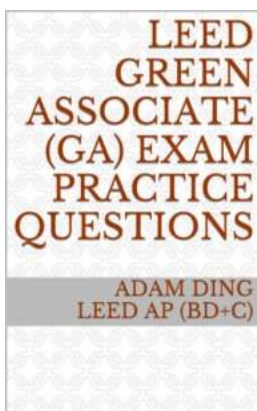 LEED
GREEN
ASSOCIATE
(GA) EXAM
PRACTICE
QUESTIONS
ADAM DING
LEED AP (BD+C)